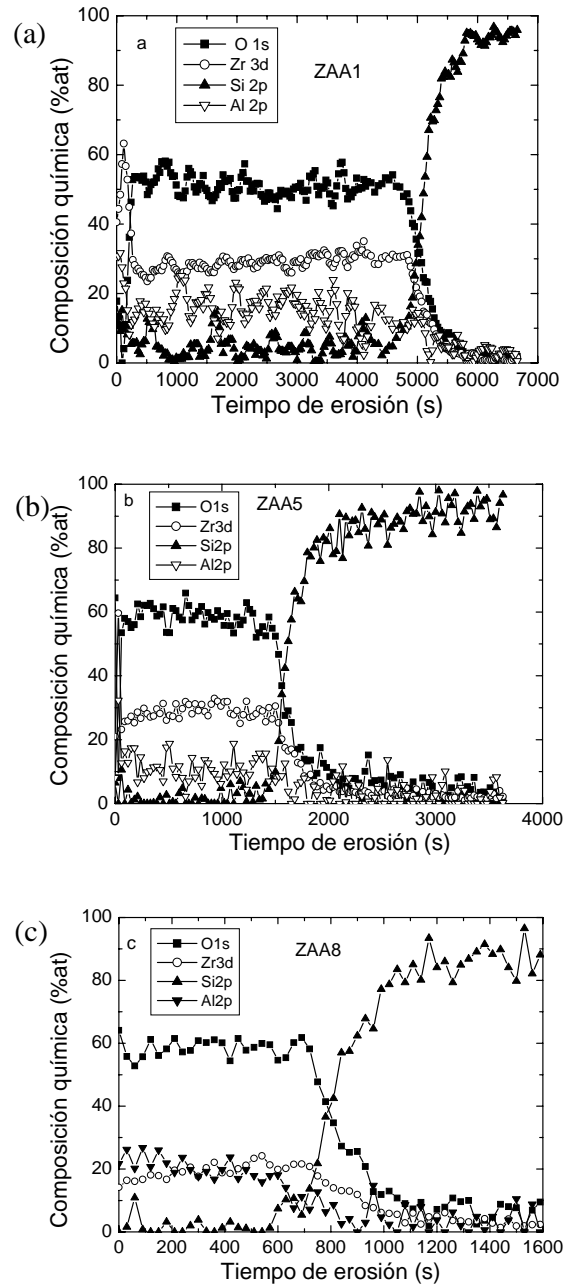 (a)
a
O 1s
Zr 3d
Si 2p
Al 2p
ZAA1
Composición química (%at)
100
80
60
40
20
0
0 1000 2000 3000 4000 5000 6000 7000
Teimpo de erosión (s)
(b)
b
O1s
Zr3d
Si2p
Al2p
ZAA5
Composición química (%at)
100
80
60
40
20
0
0 1000 2000 3000 4000
Tiempo de erosión (s)
(c)
c
O1s
Zr3d
Si2p
Al2p
ZAA8
Composición química (%at)
100
80
60
40
20
0
0 200 400 600 800 1000 1200 1400 1600
Tiempo de erosión (s)